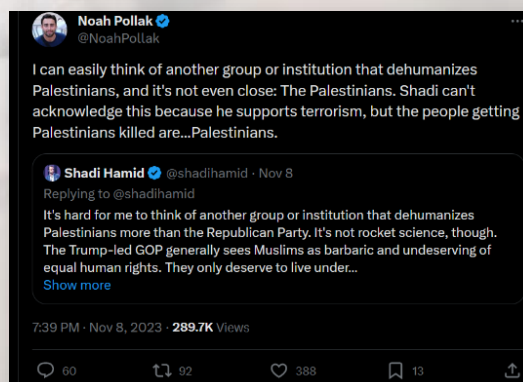 Noah Pollak
@NoahPollak
I can easily think of another group or institution that dehumanizes
Palestinians, and it's not even close: The Palestinians. Shadi can't
acknowledge this because he supports terrorism, but the people getting
Palestinians killed are...Palestinians.
Shadi Hamid @shadihamid · Nov 8
Replying to @shadihamid
It's hard for me to think of another group or institution that dehumanizes
Palestinians more than the Republican Party. It's not rocket science, though.
The Trump-led GOP generally sees Muslims as barbaric and undeserving of
equal human rights. They only deserve to live under...
Show more
7:39 PM · Nov 8, 2023 · 289.7K Views
60 92 388 13